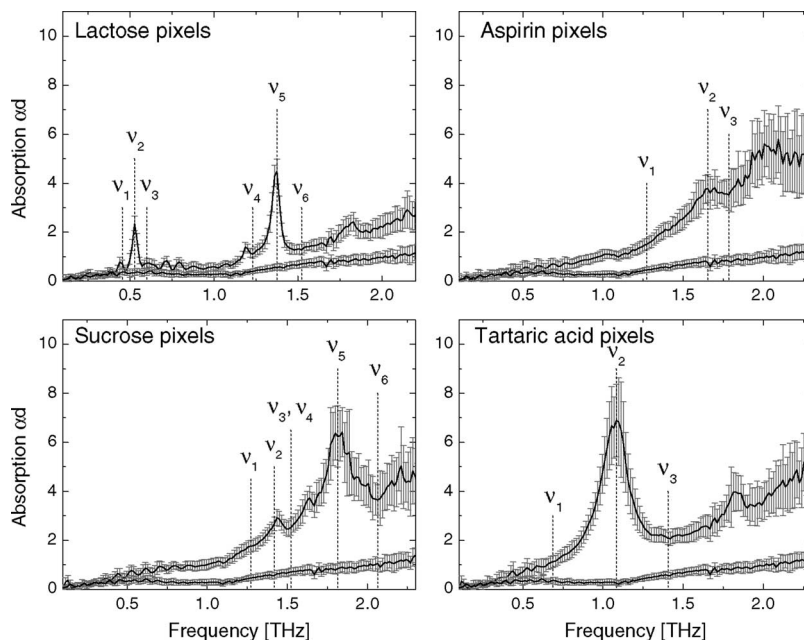 Lactose pixels
Absorption αd
10
8
6
4
2
0
ν1
ν2
ν3
ν4
ν5
ν6
0.5
1.0
1.5
2.0
Aspirin pixels
10
8
6
4
2
0
ν1
ν2
ν3
0.5
1.0
1.5
2.0
Sucrose pixels
Absorption αd
10
8
6
4
2
0
ν1
ν2
ν3, ν4
ν5
ν6
0.5
1.0
1.5
2.0
Frequency [THz]
Tartaric acid pixels
10
8
6
4
2
0
ν1
ν2
ν3
0.5
1.0
1.5
2.0
Frequency [THz]